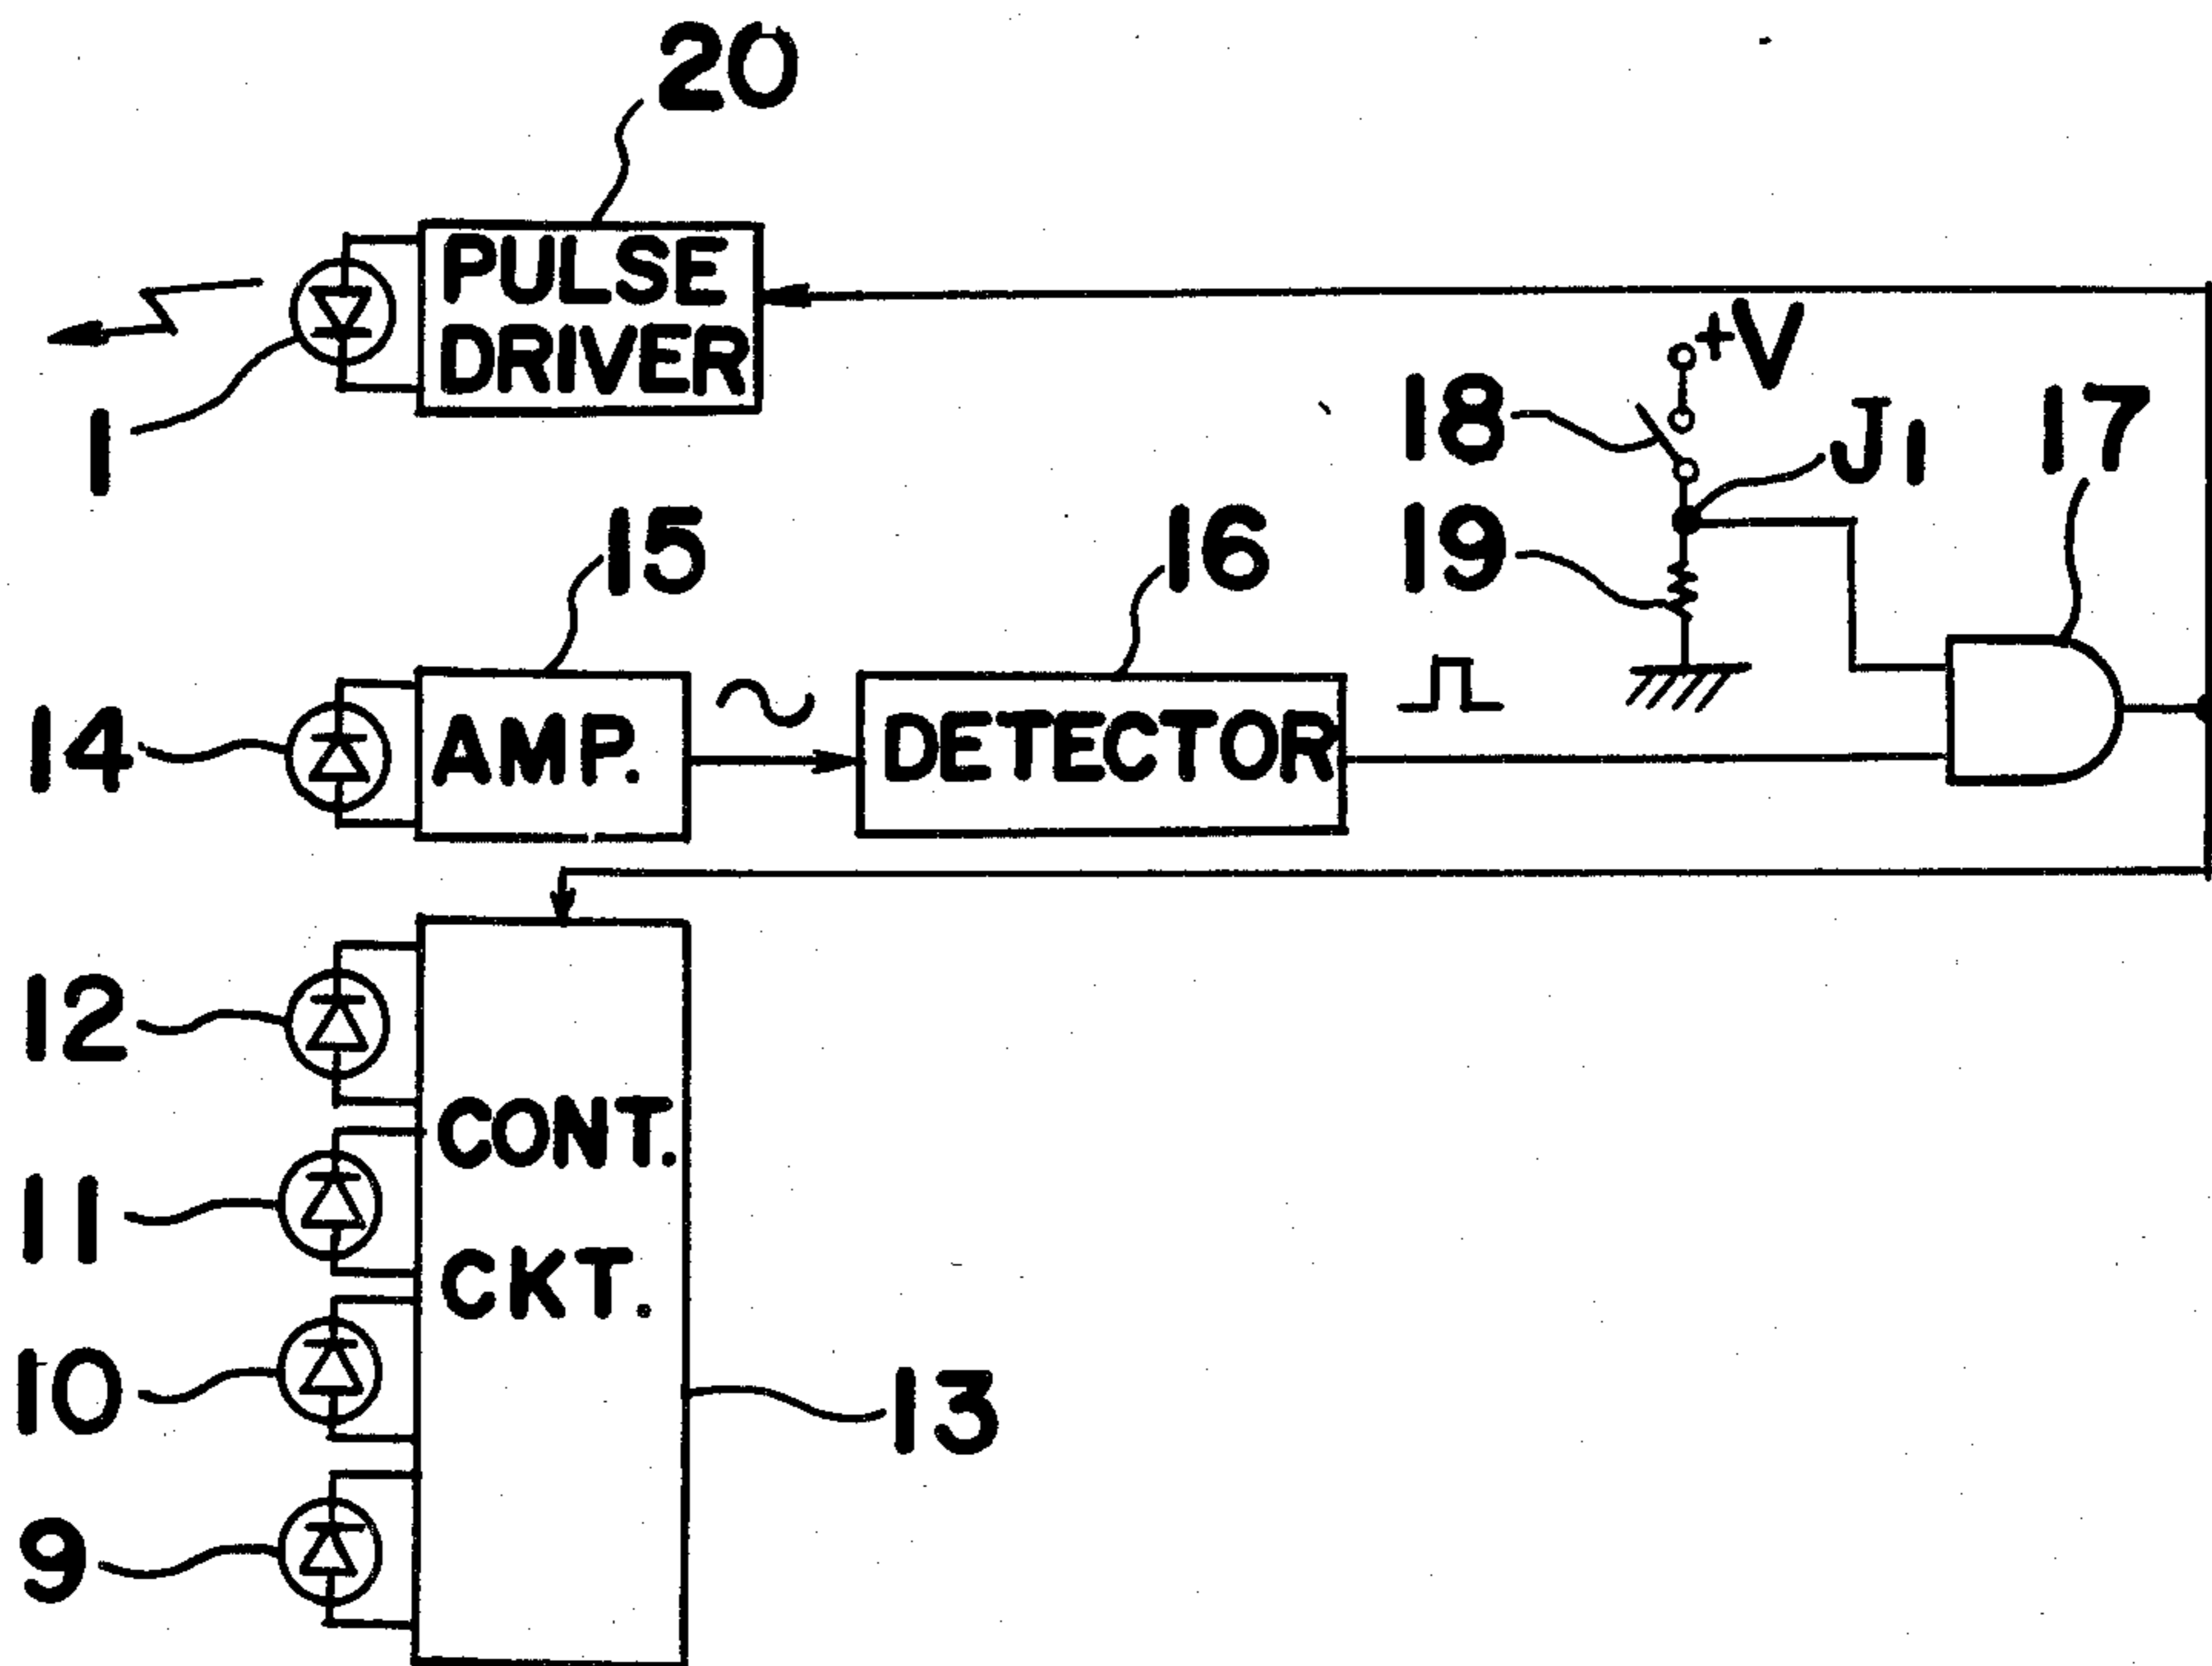 20
PULSE
DRIVER
1
+V
18
J1
17
19
15
16
14
AMP.
DETECTOR
12
CONT.
11
CKT.
10
13
9